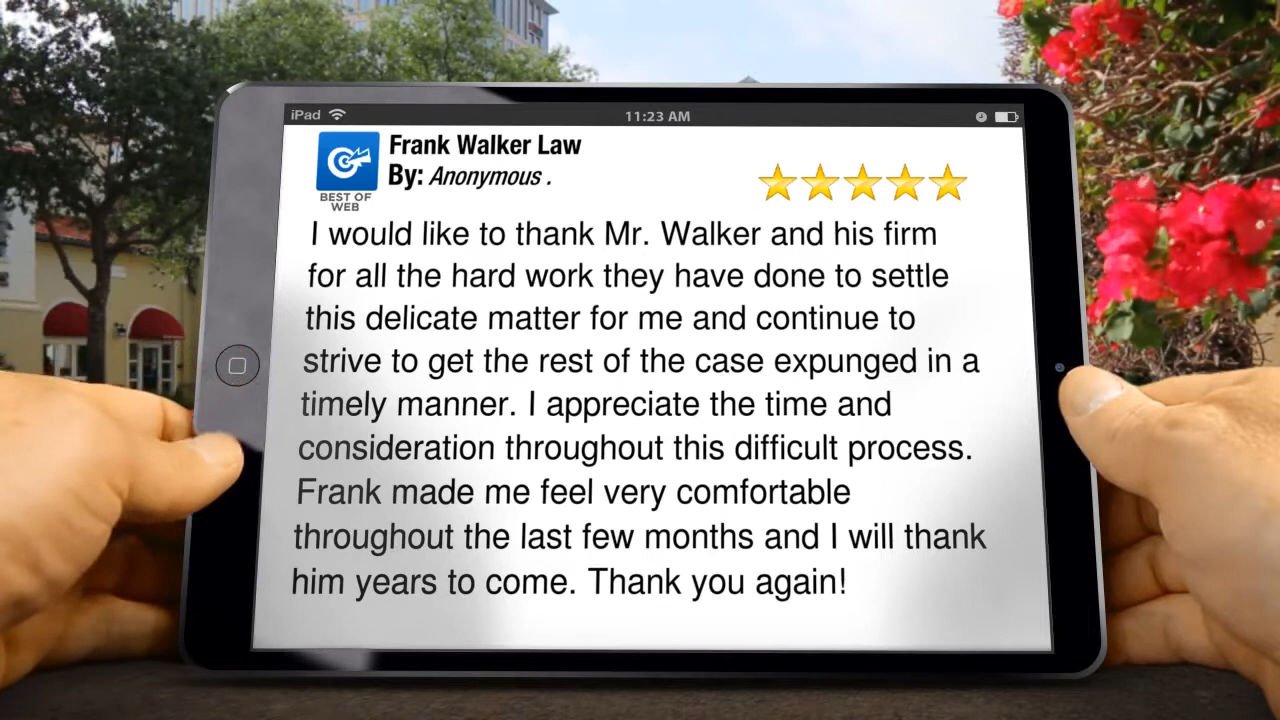 iPad 11:23 AM
Frank Walker Law
By: Anonymous .
BEST OF
WEB
I would like to thank Mr. Walker and his firm
for all the hard work they have done to settle
this delicate matter for me and continue to
strive to get the rest of the case expunged in a
timely manner. I appreciate the time and
consideration throughout this difficult process.
Frank made me feel very comfortable
throughout the last few months and I will thank
him years to come. Thank you again!